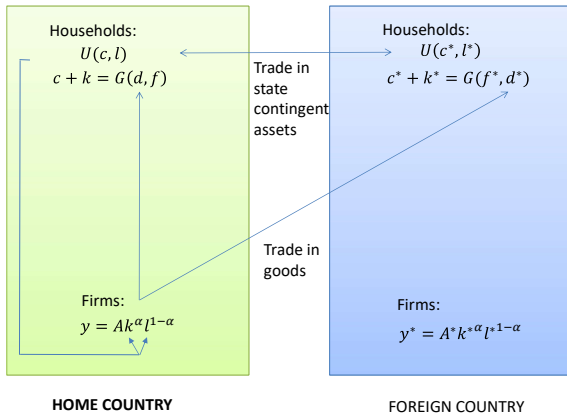 Households:
U(c, l)
c + k = G(d, f)
Trade in
state
contingent
assets
Households:
U(c*, l*)
c* + k* = G(f*, d*)
Trade in
goods
Firms:
y = Ak^α l^{1−α}
Firms:
y* = A* k*^α l*^{1−α}
HOME COUNTRY
FOREIGN COUNTRY